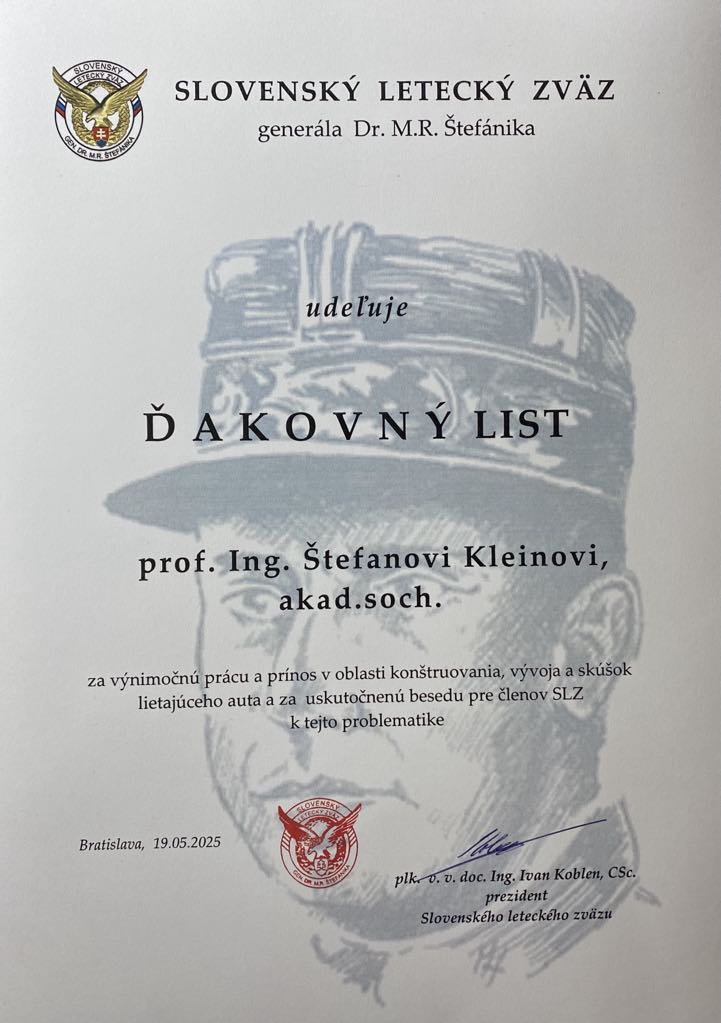 SLOVENSKÝ LETECKÝ ZVÄZ
GEN. DR. M.R. ŠTEFÁNIKA
SLOVENSKÝ LETECKÝ ZVÄZ
generála Dr. M.R. Štefánika
udeľuje
ĎAKOVNÝ LIST
prof. Ing. Štefanovi Kleinovi,
akad.soch.
za výnimočnú prácu a prínos v oblasti konštruovania, vývoja a skúšok
lietajúceho auta a za uskutočnenú besedu pre členov SLZ
k tejto problematike
Bratislava, 19.05.2025
SLOVENSKÝ
LETECKÝ ZVÄZ
GEN. DR. M.R. ŠTEFÁNIKA
plk. v. v. doc. Ing. Ivan Koblen, CSc.
prezident
Slovenského leteckého zväzu